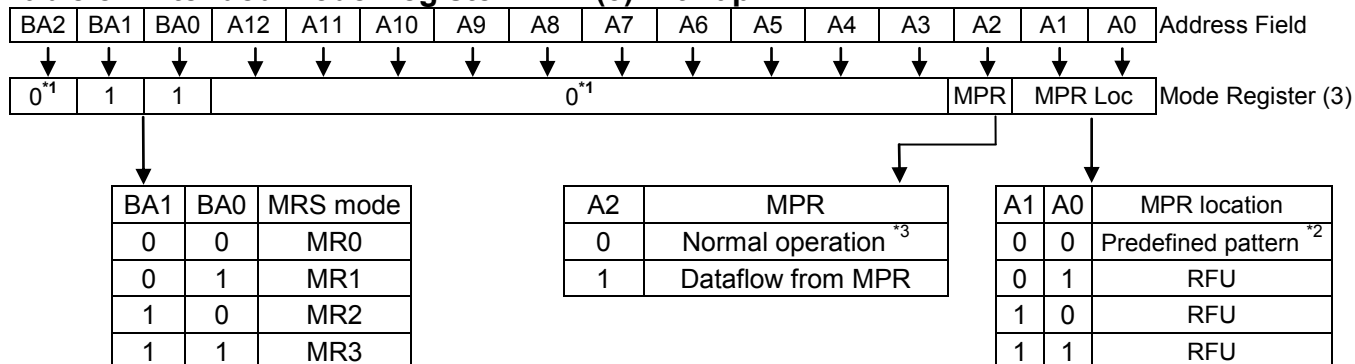 BA2 BA1 BA0 A12 A11 A10 A9 A8 A7 A6 A5 A4 A3 A2 A1 A0 Address Field
0*1 1 1 0*1 MPR MPR Loc Mode Register (3)
BA1 BA0 MRS mode
0 0 MR0
0 1 MR1
1 0 MR2
1 1 MR3
A2 MPR
0 Normal operation *3
1 Dataflow from MPR
A1 A0 MPR location
0 0 Predefined pattern *2
0 1 RFU
1 0 RFU
1 1 RFU